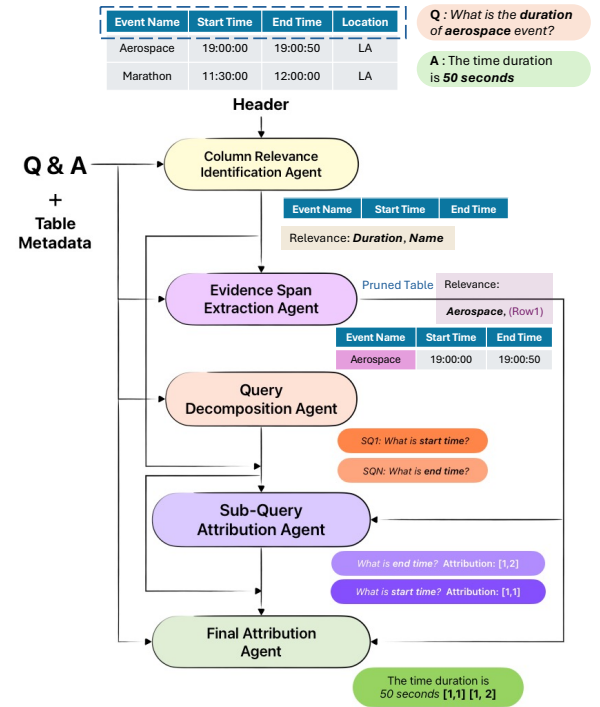 Event Name Start Time End Time Location
Aerospace 19:00:00 19:00:50 LA
Marathon 11:30:00 12:00:00 LA
Q : What is the duration
of aerospace event?
A : The time duration
is 50 seconds
Header
Q & A
+
Table
Metadata
Column Relevance
Identification Agent
Event Name Start Time End Time
Relevance: Duration, Name
Evidence Span
Extraction Agent
Pruned Table
Relevance:
Aerospace, (Row1)
Event Name Start Time End Time
Aerospace 19:00:00 19:00:50
Query
Decomposition Agent
SQ1: What is start time?
SQN: What is end time?
Sub-Query
Attribution Agent
What is end time? Attribution: [1,2]
What is start time? Attribution: [1,1]
Final Attribution
Agent
The time duration is
50 seconds [1,1] [1, 2]